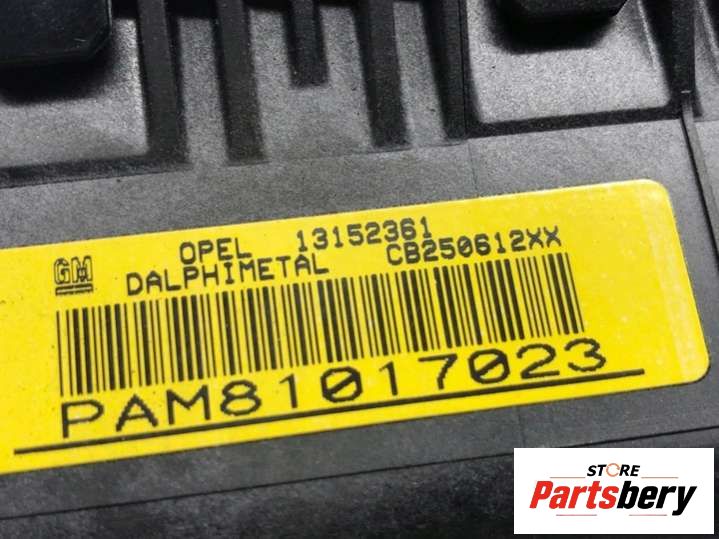 GM OPEL 13152361
DALPHIMETAL CB250612XX
PAM81017023
STORE
Partsbery